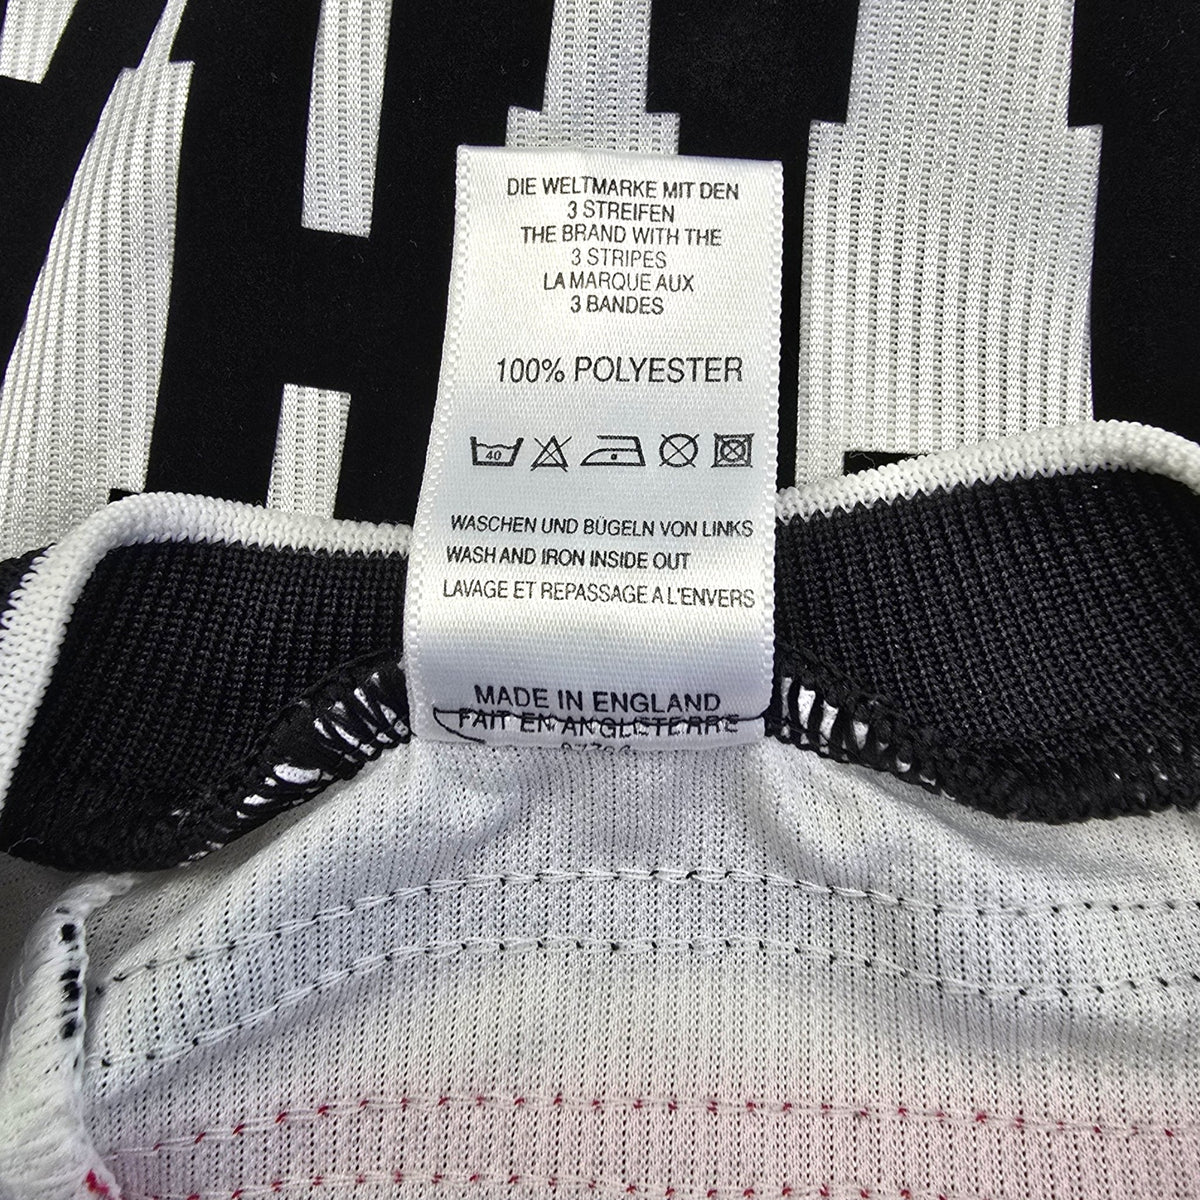 DIE WELTMARKE MIT DEN
3 STREIFEN
THE BRAND WITH THE
3 STRIPES
LA MARQUE AUX
3 BANDES
100% POLYESTER
40
WASCHEN UND BÜGELN VON LINKS
WASH AND IRON INSIDE OUT
LAVAGE ET REPASSAGE A L'ENVERS
MADE IN ENGLAND
FAIT EN ANGLETERRE